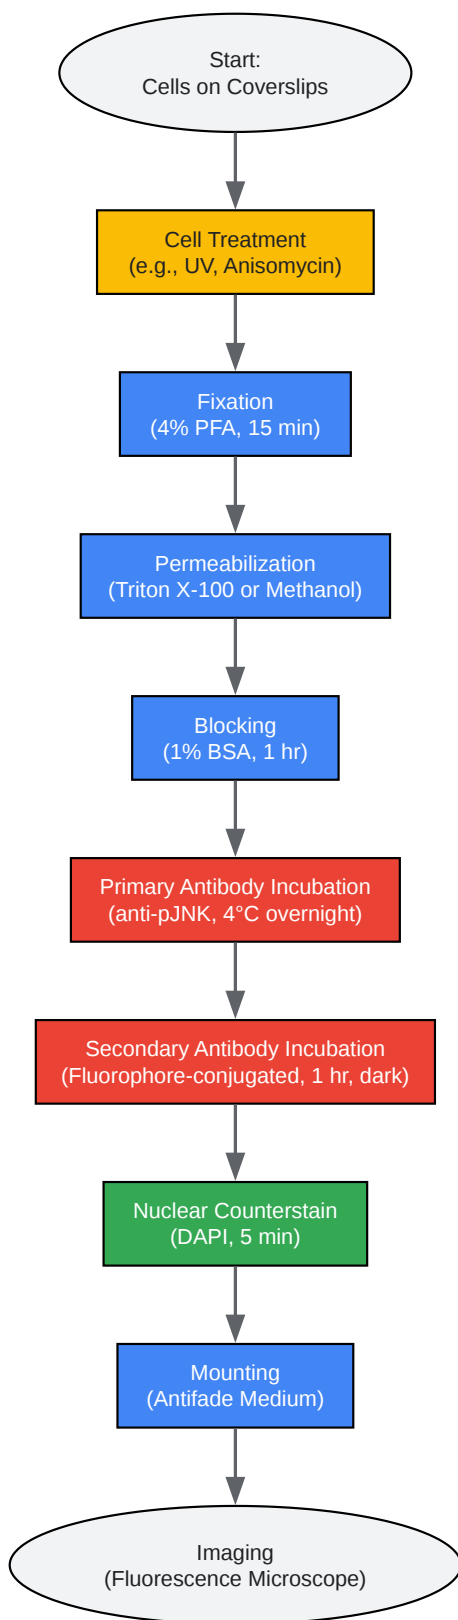 Start:
Cells on Coverslips
Cell Treatment
(e.g., UV, Anisomycin)
Fixation
(4% PFA, 15 min)
Permeabilization
(Triton X-100 or Methanol)
Blocking
(1% BSA, 1 hr)
Primary Antibody Incubation
(anti-pJNK, 4°C overnight)
Secondary Antibody Incubation
(Fluorophore-conjugated, 1 hr, dark)
Nuclear Counterstain
(DAPI, 5 min)
Mounting
(Antifade Medium)
Imaging
(Fluorescence Microscope)